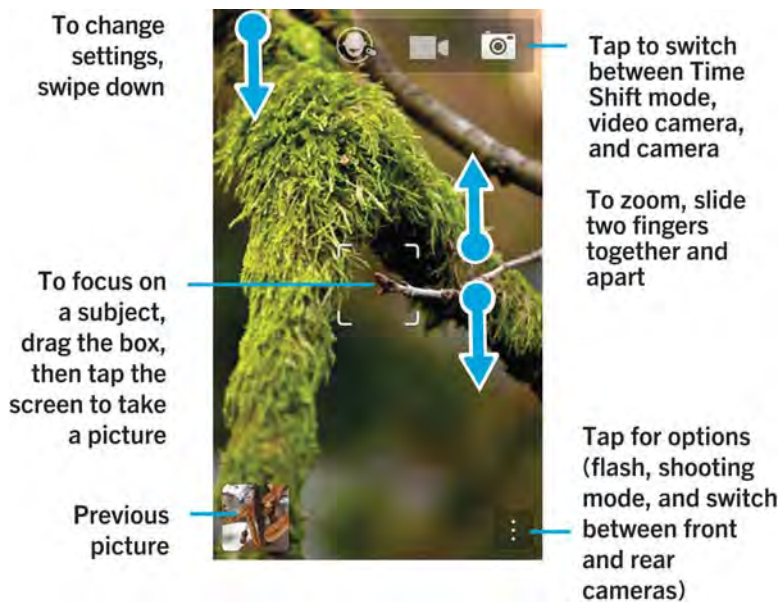 To change
settings,
swipe down
Tap to switch
between Time
Shift mode,
video camera,
and camera
To zoom, slide
two fingers
together and
apart
To focus on
a subject,
drag the box,
then tap the
screen to take
a picture
Previous
picture
Tap for options
(flash, shooting
mode, and switch
between front
and rear
cameras)